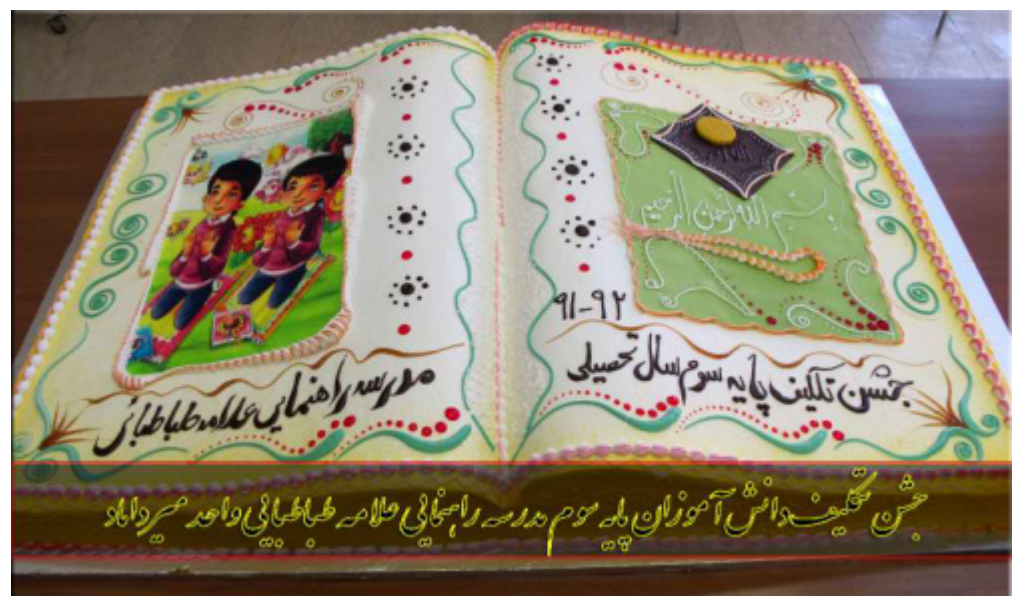 بسم الله الرحمن الرحیم
جشن تکلیف پایه سوم سال تحصیلی
۹۱-۹۲
مدرسه راهنمایی علامه طباطبائی
جشن تکلیف دانش آموزان پایه سوم مدرسه راهنمایی علامه طباطبایی واحد میرداماد